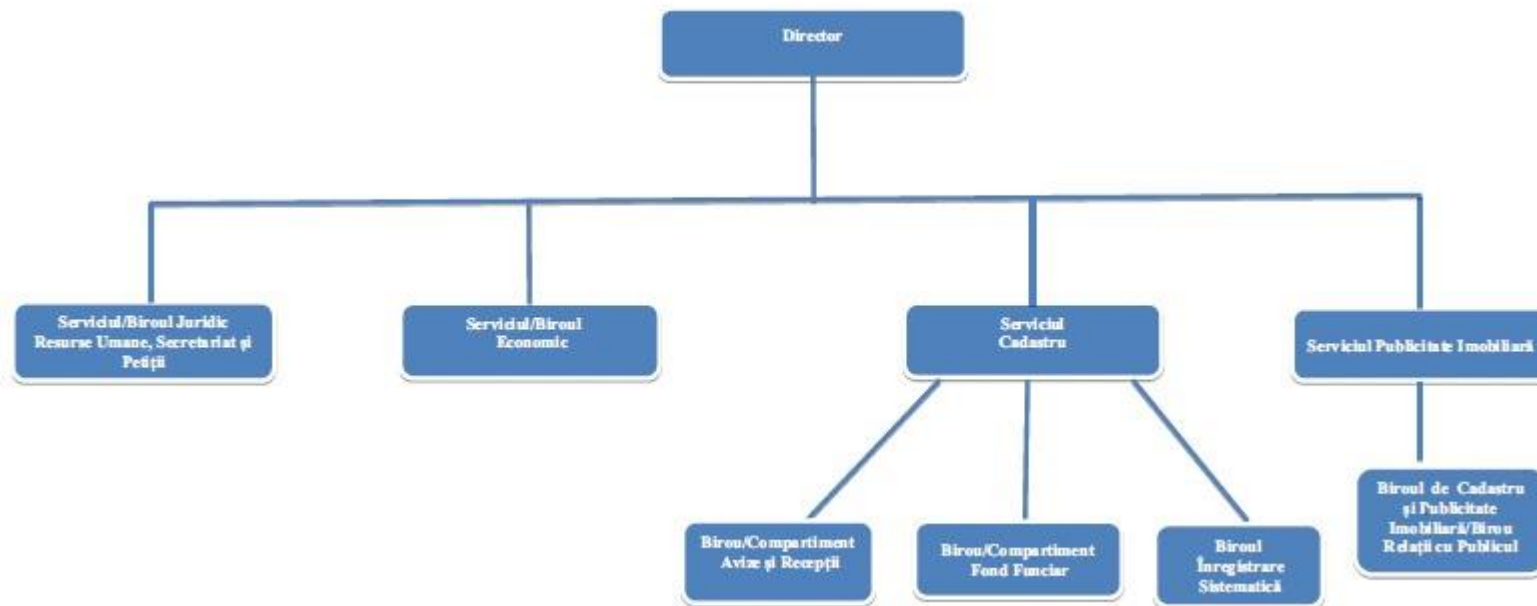 Director
Serviciul/Biroul Juridic
Resurse Umane, Secretariat și
Petiții
Serviciul/Biroul
Economic
Serviciul
Cadastru
Serviciul Publicitate Imobiliară
Birou/Compartiment
Avize și Recepții
Birou/Compartiment
Fond Funciar
Biroul
Înregistrare
Sistematică
Biroul de Cadastru
și Publicitate
Imobiliară/Birou
Relații cu Publicul